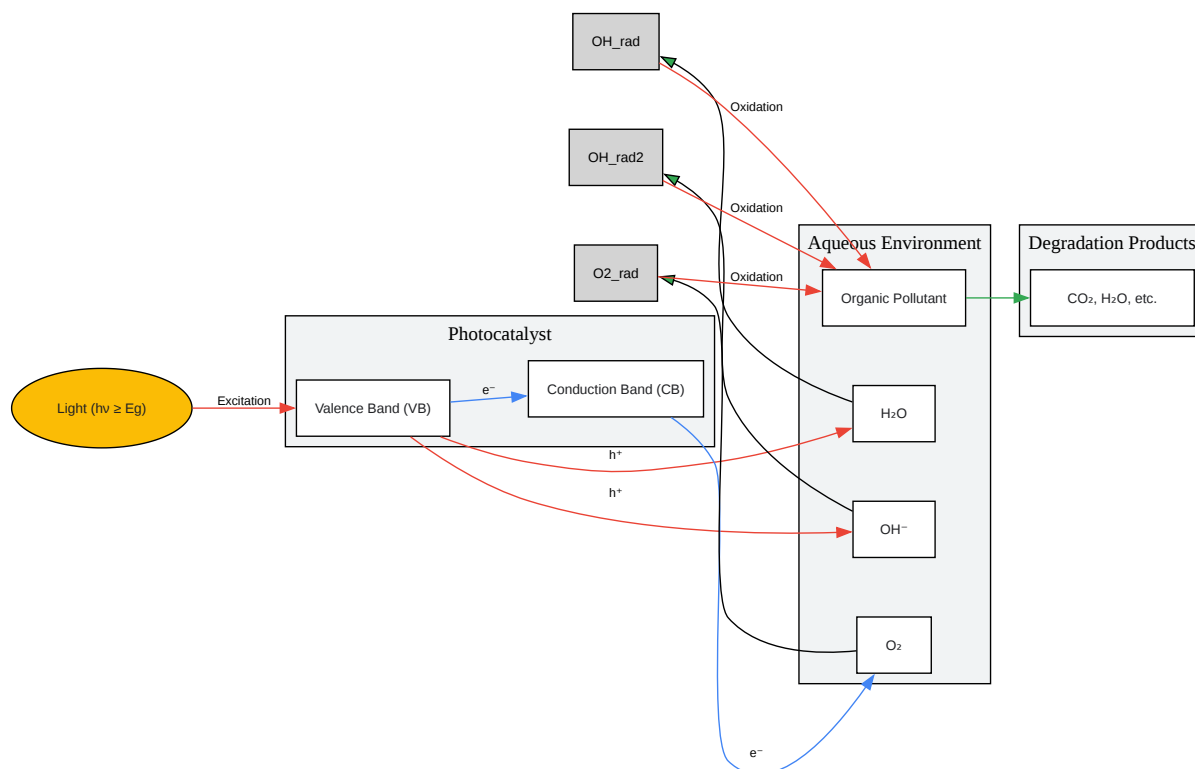 OH_rad
Oxidation
OH_rad2
Oxidation
Aqueous Environment
Degradation Products
O2_rad
Oxidation
Organic Pollutant
CO₂, H₂O, etc.
Photocatalyst
Light (hν ≥ Eg)
Excitation
Valence Band (VB)
e⁻
Conduction Band (CB)
H₂O
h⁺
h⁺
OH⁻
O₂
e⁻